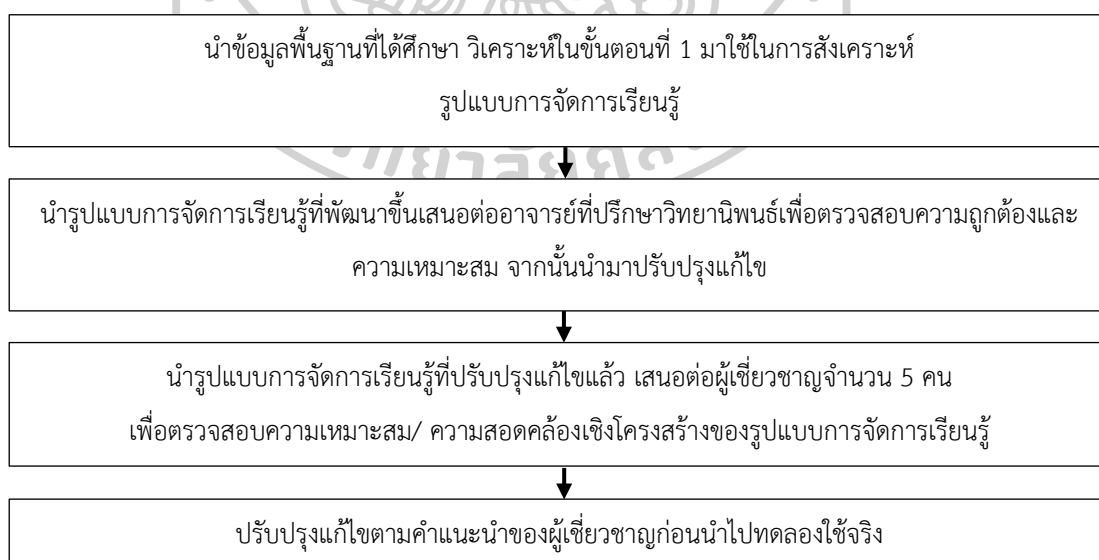 นำข้อมูลพื้นฐานที่ได้ศึกษา วิเคราะห์ในขั้นตอนที่ 1 มาใช้ในการสังเคราะห์
รูปแบบการจัดการเรียนรู้
นำรูปแบบการจัดการเรียนรู้ที่พัฒนาขึ้นเสนอต่ออาจารย์ที่ปรึกษาวิทยานิพนธ์เพื่อตรวจสอบความถูกต้องและ
ความเหมาะสม จากนั้นนำมาปรับปรุงแก้ไข
นำรูปแบบการจัดการเรียนรู้ที่ปรับปรุงแก้ไขแล้ว เสนอต่อผู้เชี่ยวชาญจำนวน 5 คน
เพื่อตรวจสอบความเหมาะสม/ ความสอดคล้องเชิงโครงสร้างของรูปแบบการจัดการเรียนรู้
ปรับปรุงแก้ไขตามคำแนะนำของผู้เชี่ยวชาญก่อนนำไปทดลองใช้จริง